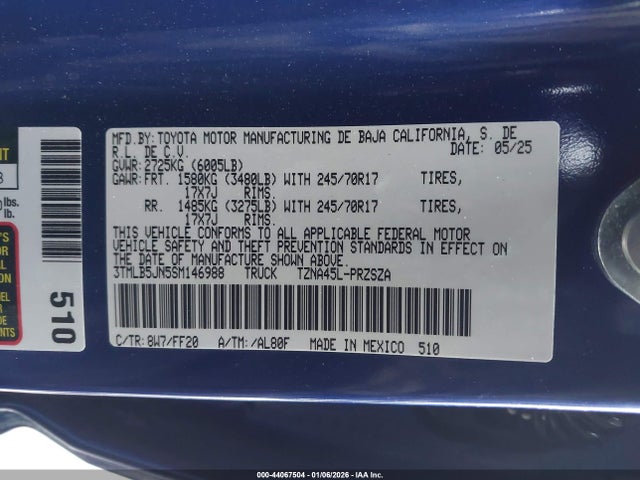 MFD.BY: TOYOTA MOTOR MANUFACTURING DE BAJA CALIFORNIA, S. DE
R.L. DE C.V. DATE: 05/25
GVWR 2725KG (6005LB)
GAWR: FRT. 1580KG (3480LB) WITH 245/70R17 TIRES,
17X7J RIMS.
RR. 1485KG (3275LB) WITH 245/70R17 TIRES,
17X7J RIMS.
THIS VEHICLE CONFORMS TO ALL APPLICABLE FEDERAL MOTOR
VEHICLE SAFETY AND THEFT PREVENTION STANDARDS IN EFFECT ON
THE DATE OF MANUFACTURE SHOWN ABOVE.
3TMLB5JN5SM146988 TRUCK TZNA45L-PRZSZA
C/TR: 8W7/FF20 A/TM: /AL80F MADE IN MEXICO 510
510
lbs.
lb.
000-44067504 - 01/06/2026 - IAA Inc.